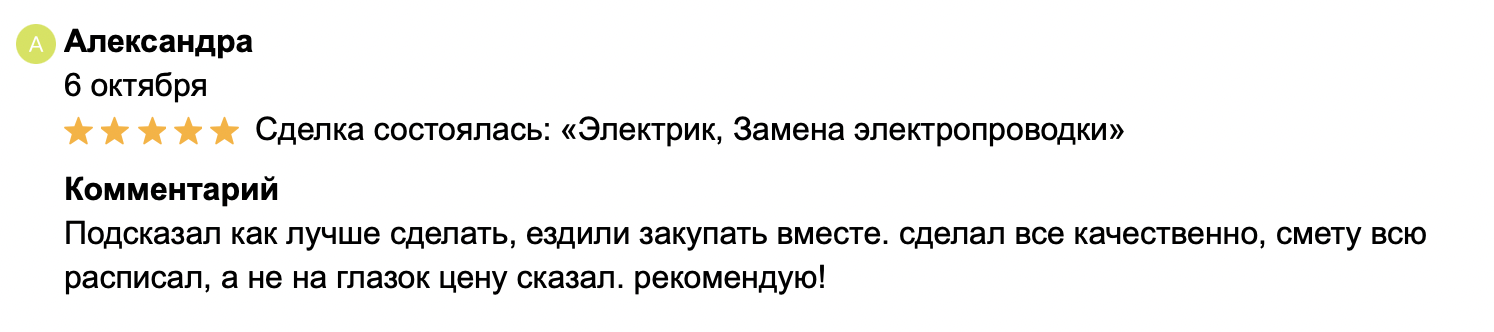 А
Александра
6 октября
Сделка состоялась: «Электрик, Замена электропроводки»
Комментарий
Подсказал как лучше сделать, ездили закупать вместе. сделал все качественно, смету всю
расписал, а не на глазок цену сказал. рекомендую!